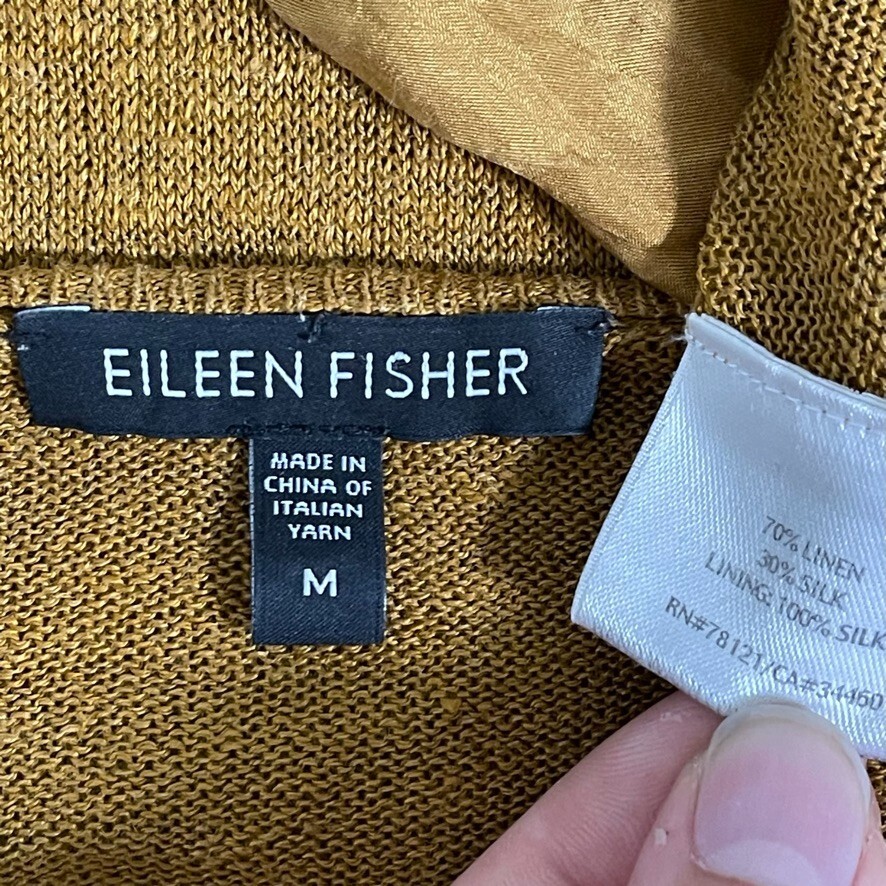 EILEEN FISHER
MADE IN
CHINA OF
ITALIAN
YARN
M
70% LINEN
30% SILK
LINING: 100% SILK
RN#78121/CA#34460